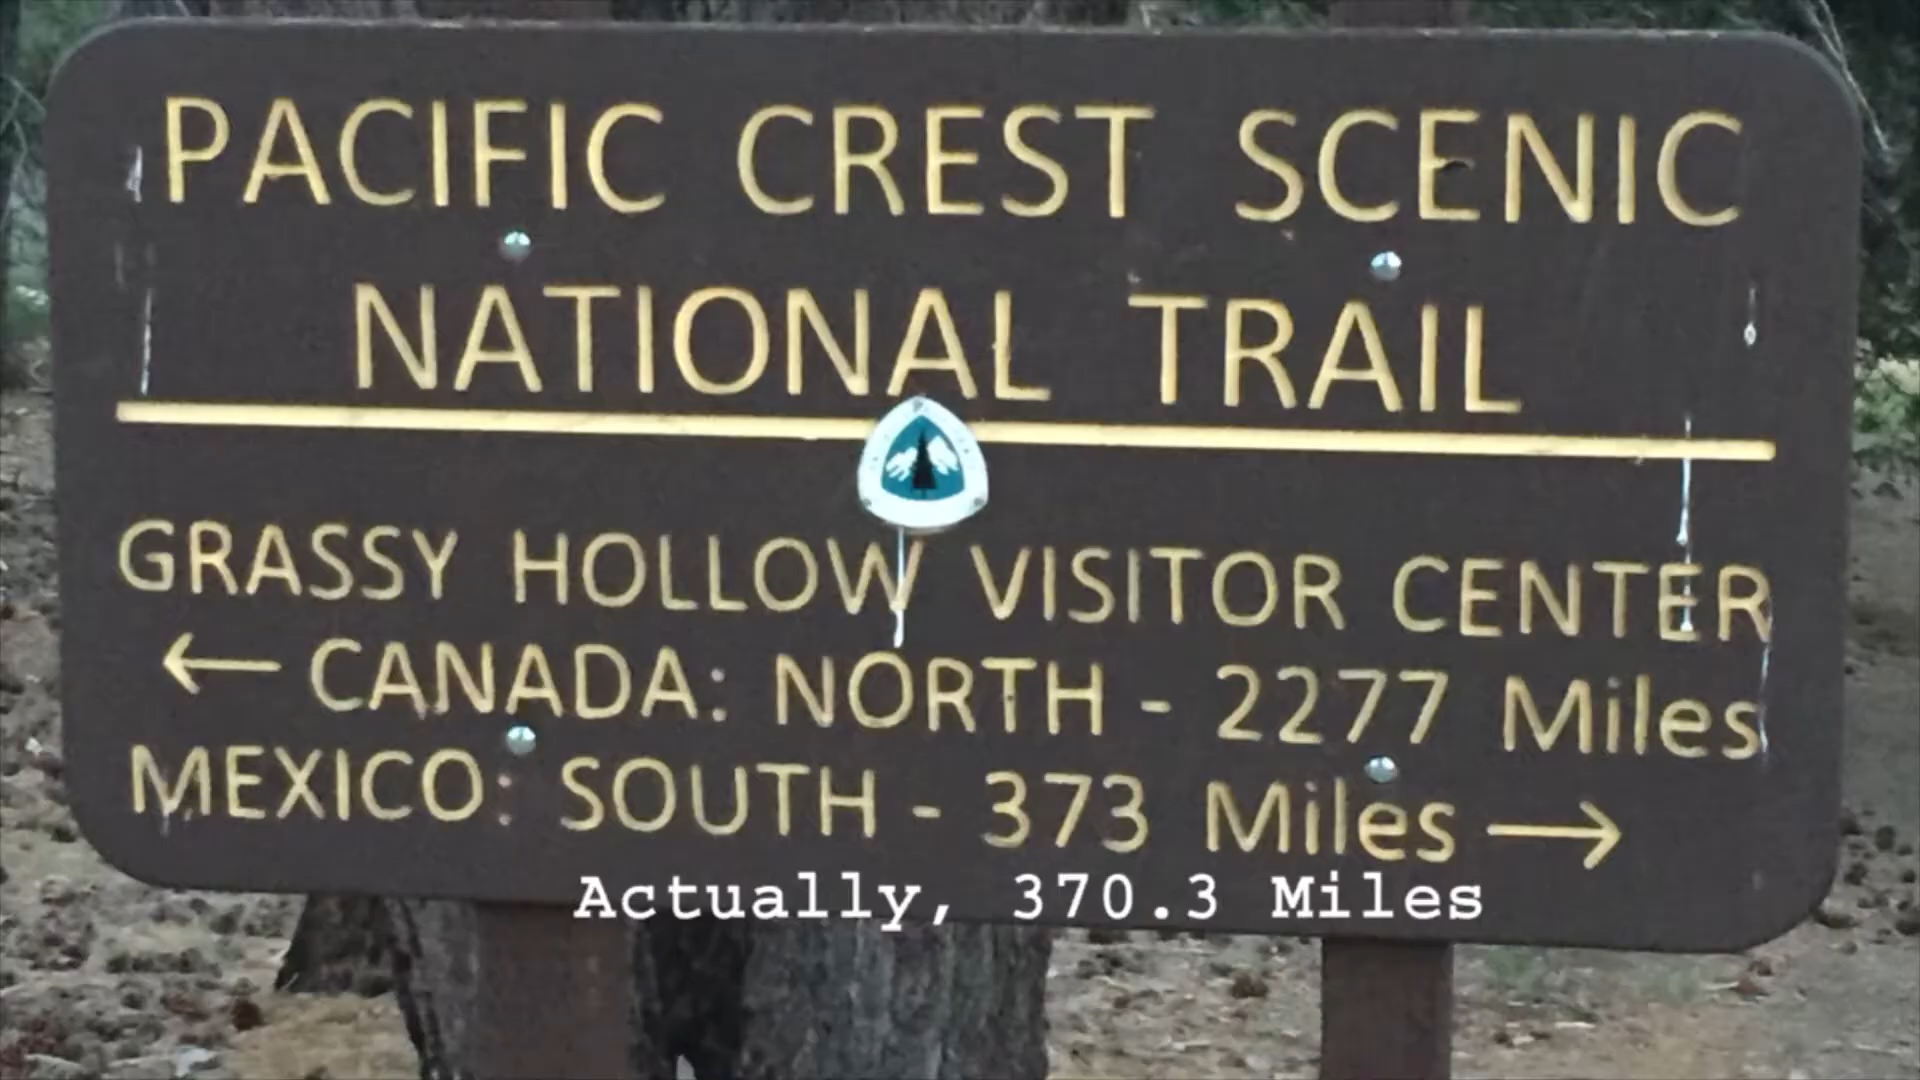 PACIFIC CREST SCENIC
NATIONAL TRAIL
GRASSY HOLLOW VISITOR CENTER
← CANADA: NORTH - 2277 Miles
MEXICO: SOUTH - 373 Miles →
Actually, 370.3 Miles